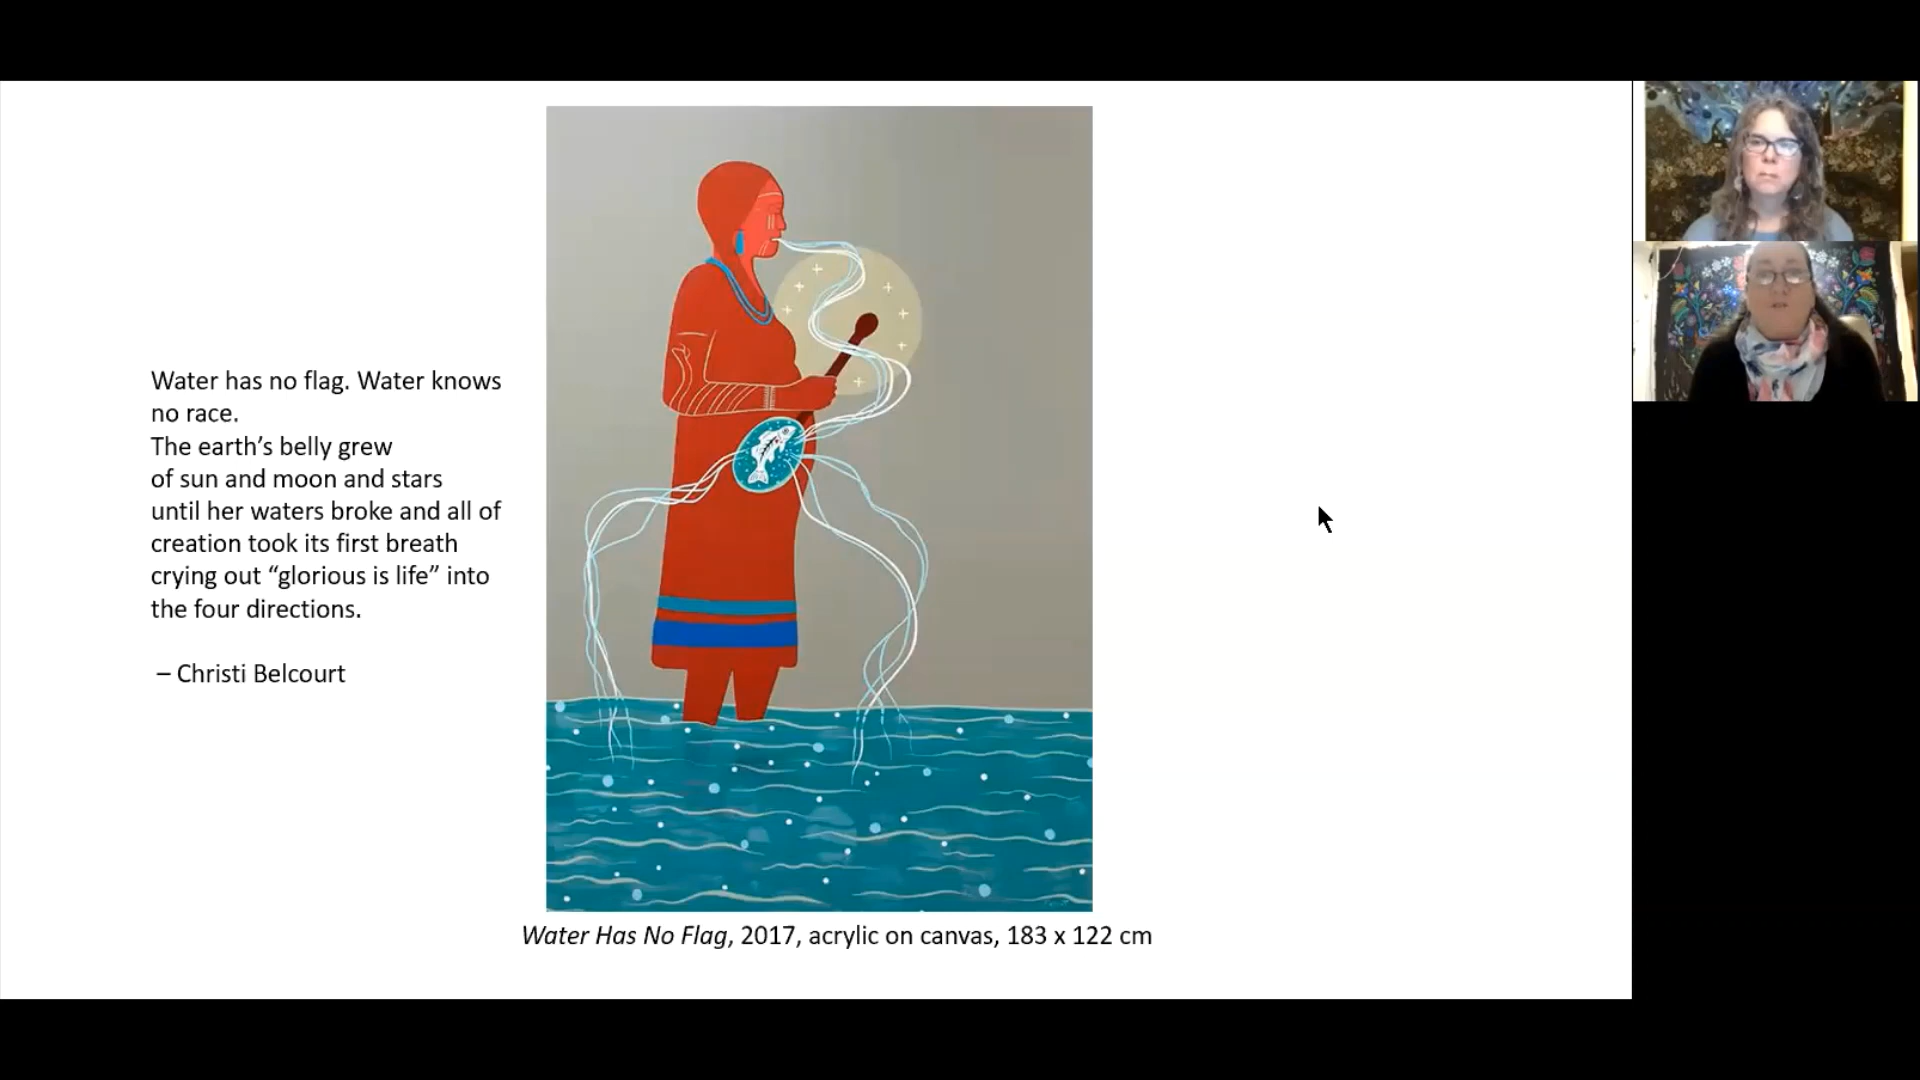 Water has no flag. Water knows
no race.
The earth’s belly grew
of sun and moon and stars
until her waters broke and all of
creation took its first breath
crying out “glorious is life” into
the four directions.
– Christi Belcourt
Water Has No Flag, 2017, acrylic on canvas, 183 x 122 cm